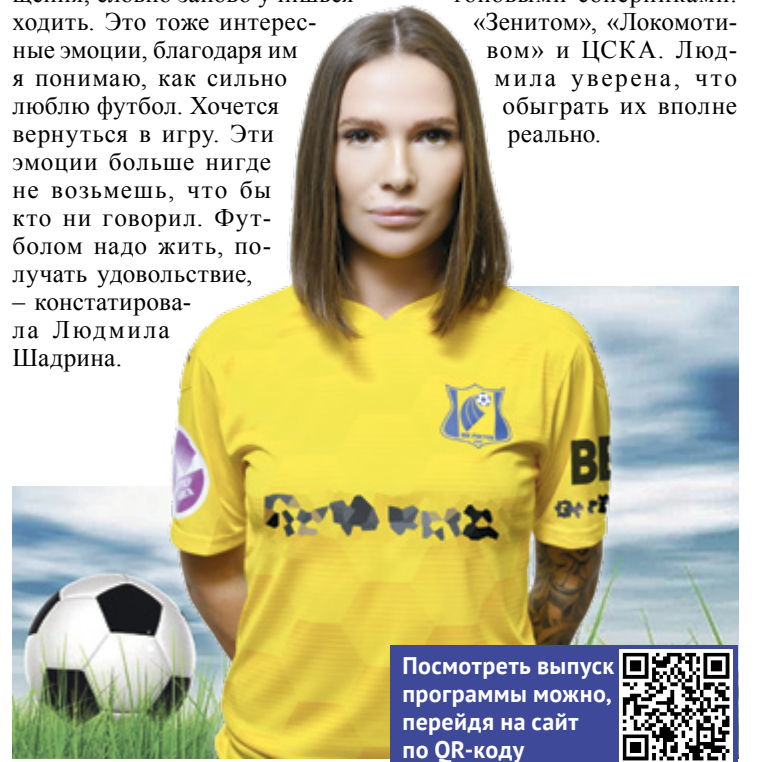 ходить. Это тоже интерес-
ные эмоции, благодаря им
я понимаю, как сильно
люблю футбол. Хочется
вернуться в игру. Эти
эмоции больше нигде
не возьмешь, что бы
кто ни говорил. Фут-
болом надо жить, по-
лучать удовольствие,
– констатирова-
ла Людмила
Шадрина.
«Зенитом», «Локомоти-
вом» и ЦСКА. Люд-
мила уверена, что
обыграть их вполне
реально.
BE
Посмотреть выпуск
программы можно,
перейдя на сайт
по QR-коду